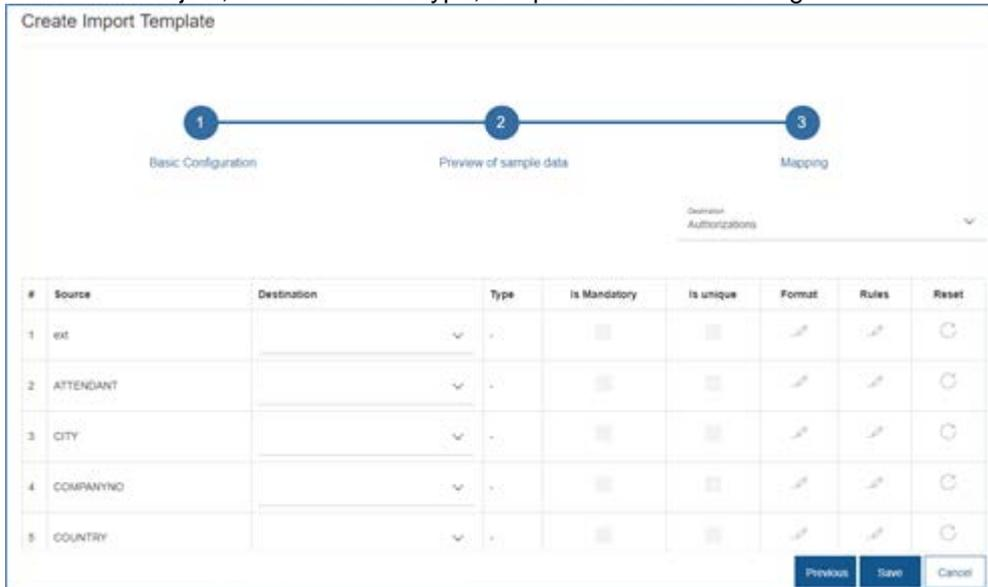 Create Import Template
1 2 3
Basic Configuration Preview of sample data Mapping
Destination
Authorizations
# Source Destination Type Is Mandatory Is unique Format Rules Reset
1 ext -
2 ATTENDANT -
3 CITY -
4 COMPANYNO -
5 COUNTRY -
Previous Save Cancel